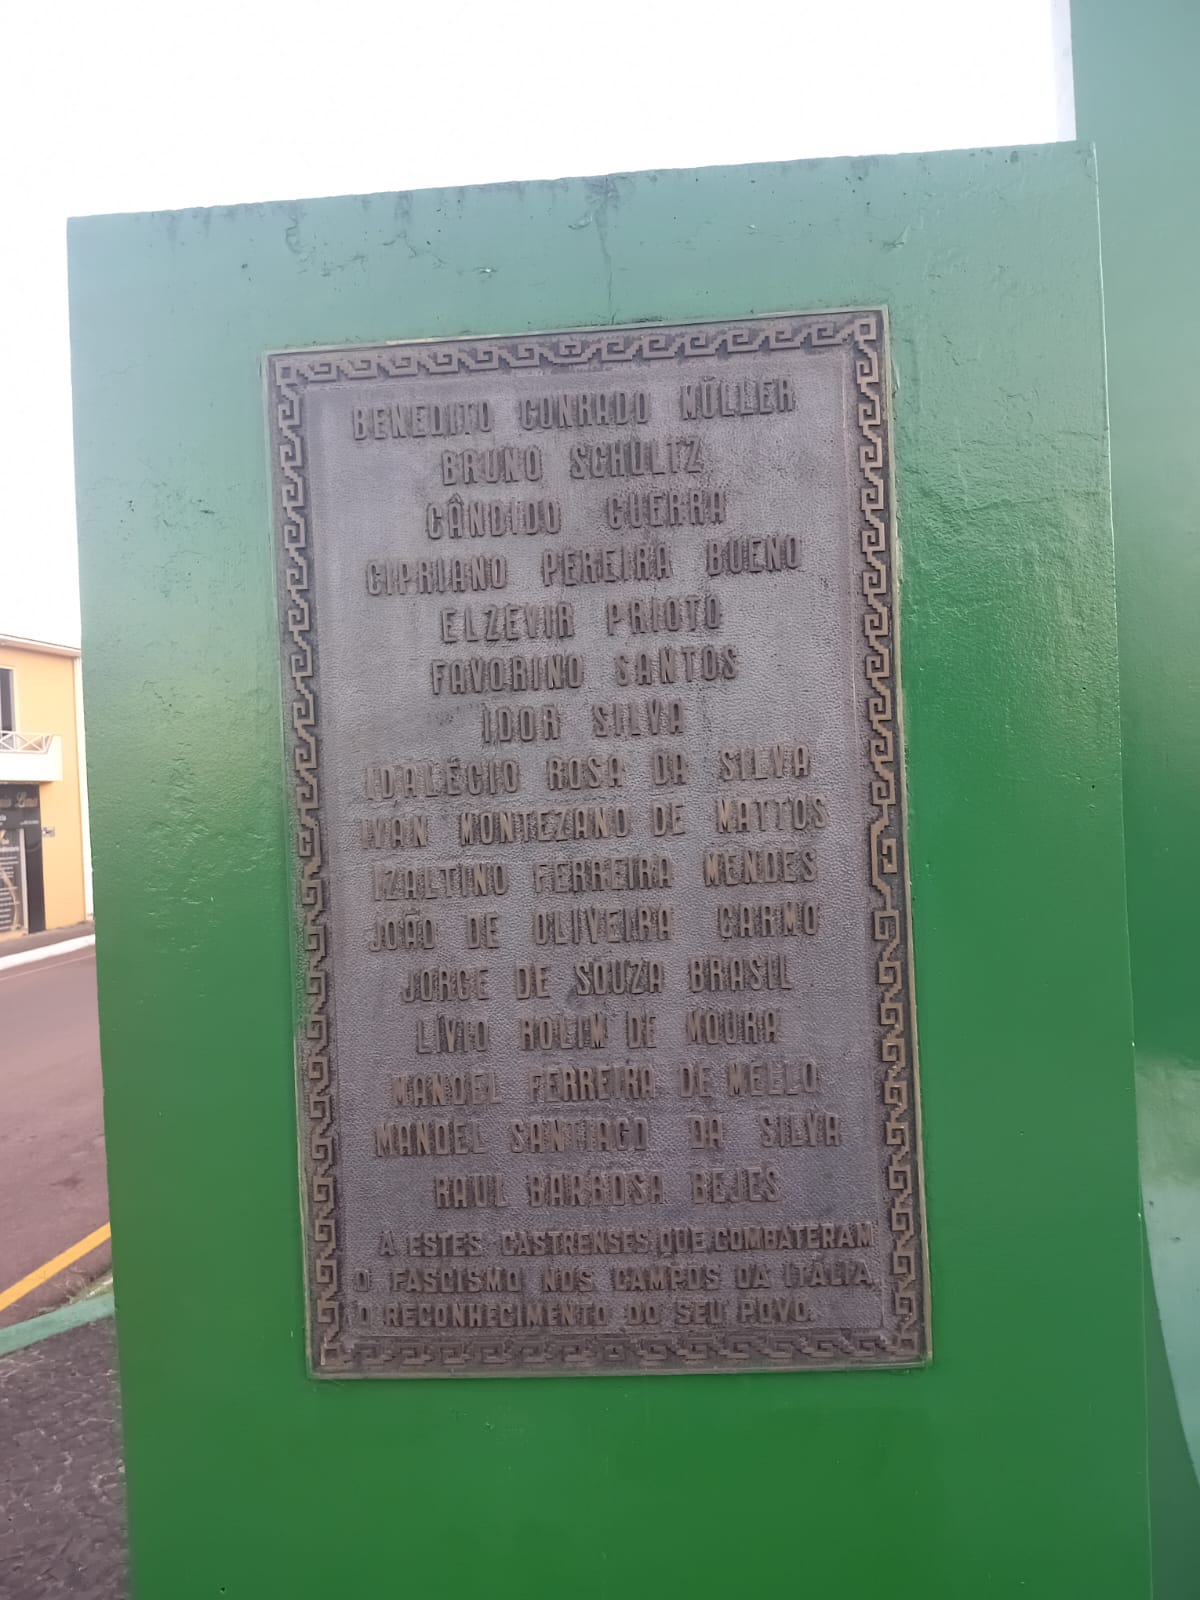 BENEDITO CONRADO MÜLLER
BRUNO SCHULTZ
CÂNDIDO GUERRA
CIPRIANO PEREIRA BUENO
ELZEVIR PRIOTO
FAVORINO SANTOS
IDOR SILVA
IDALÉCIO ROSA DA SILVA
IVAN MONTEZANO DE MATTOS
IZALTINO FERREIRA MENDES
JOÃO DE OLIVEIRA CARMO
JORGE DE SOUZA BRASIL
LÍVIO ROLIM DE MOURA
MANOEL FERREIRA DE MELLO
MANOEL SANTIAGO DA SILVA
RAUL BARBOSA BEJES
A ESTES CASTRENSES QUE COMBATERAM
O FASCISMO NOS CAMPOS DA ITÁLIA,
O RECONHECIMENTO DO SEU POVO.